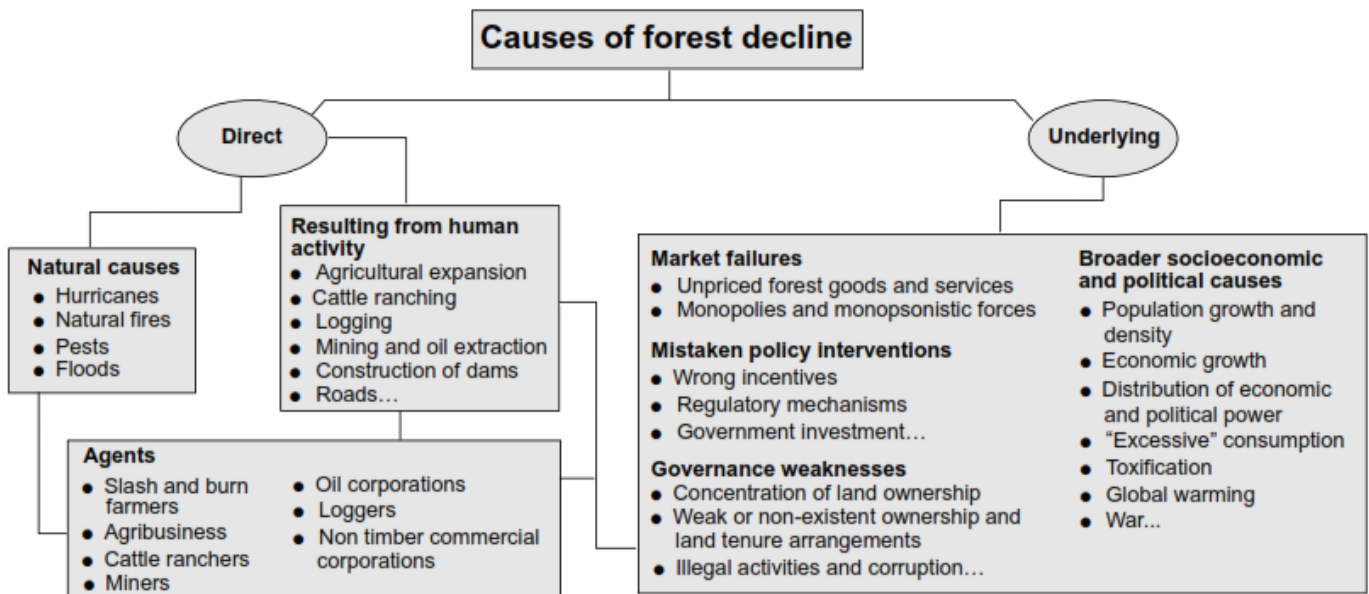 Causes of forest decline
Direct
Underlying
Natural causes
● Hurricanes
● Natural fires
● Pests
● Floods
Resulting from human
activity
● Agricultural expansion
● Cattle ranching
● Logging
● Mining and oil extraction
● Construction of dams
● Roads…
Agents
● Slash and burn
farmers
● Agribusiness
● Cattle ranchers
● Miners
● Oil corporations
● Loggers
● Non timber commercial
corporations
Market failures
● Unpriced forest goods and services
● Monopolies and monopsonistic forces
Mistaken policy interventions
● Wrong incentives
● Regulatory mechanisms
● Government investment…
Governance weaknesses
● Concentration of land ownership
● Weak or non-existent ownership and
land tenure arrangements
● Illegal activities and corruption…
Broader socioeconomic
and political causes
● Population growth and
density
● Economic growth
● Distribution of economic
and political power
● “Excessive” consumption
● Toxification
● Global warming
● War...